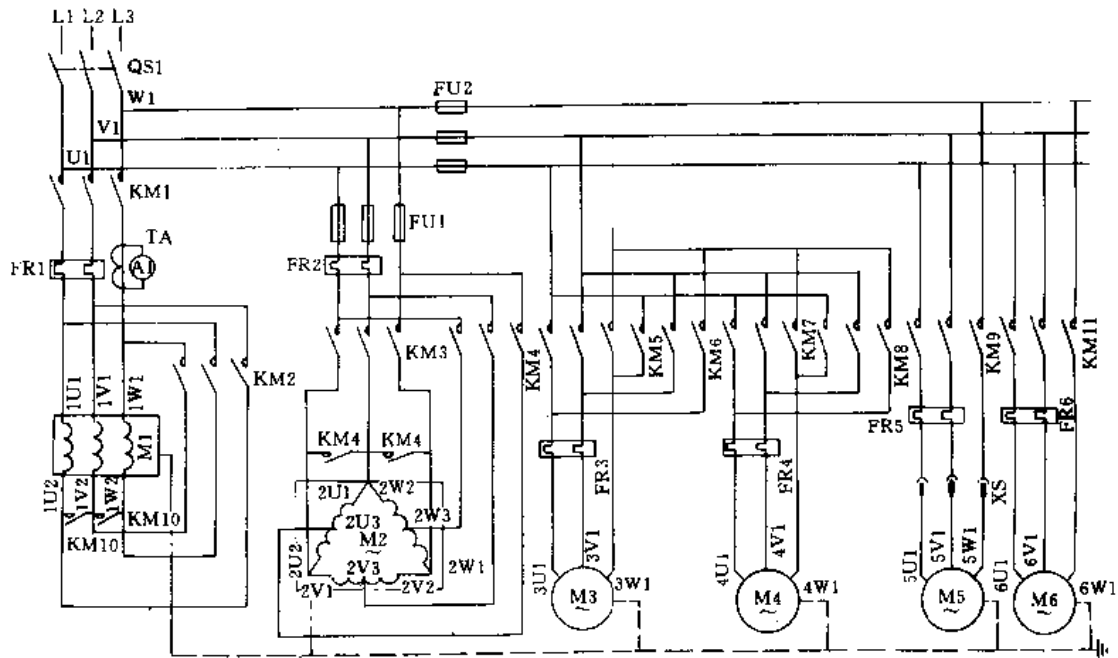 L1 L2 L3
QS1
W1
FU2
V1
U1
KM1
FU1
TA
FR1
A1
FR2
KM3
KM2
KM4
KM5
KM6
KM7
KM8
KM9
KM11
1U1
1V1
1W1
M1
KM4
KM4
FR3
FR4
FR5
FR6
1U2
1V2
1W2
KM10
KM10
2U1
2W2
2U3
2W3
M2
~
2U2
2V3
2W1
2V1
2V2
XS
3U1
3V1
3W1
M3
~
4U1
4V1
4W1
M4
~
5U1
5V1
5W1
M5
~
6U1
6V1
6W1
M6
~